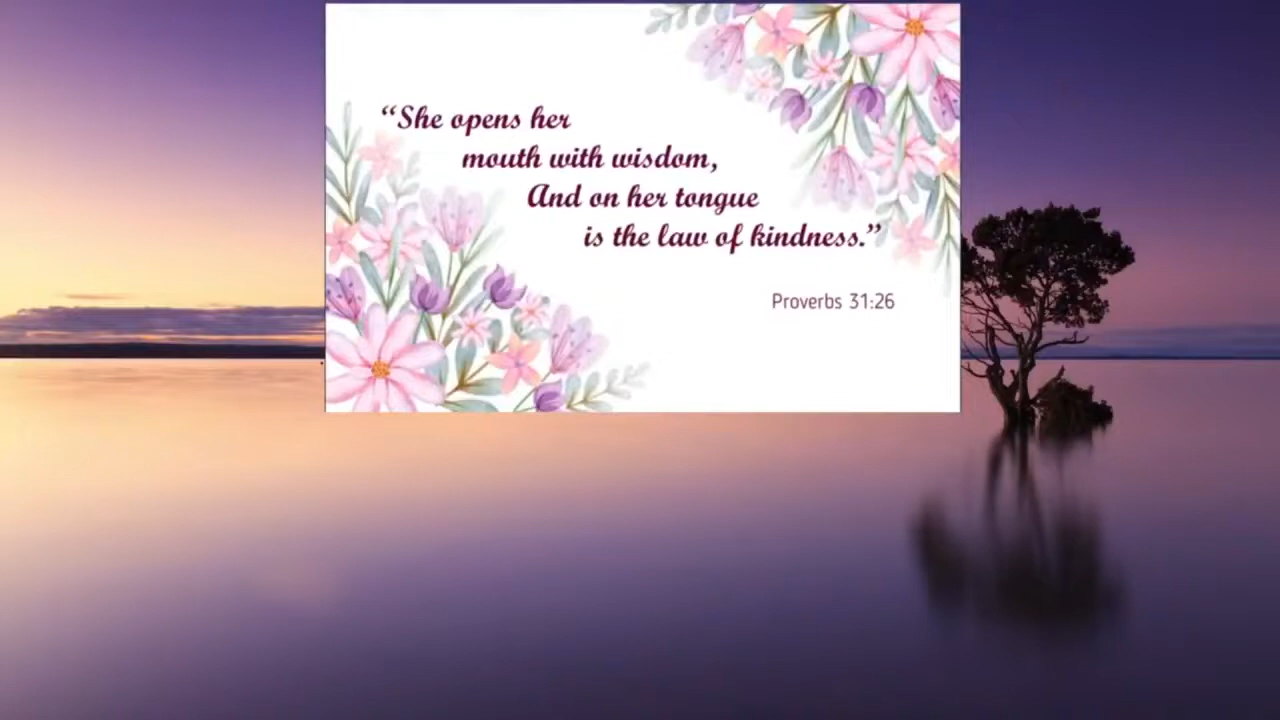 “She opens her
mouth with wisdom,
And on her tongue
is the law of kindness.”
Proverbs 31:26